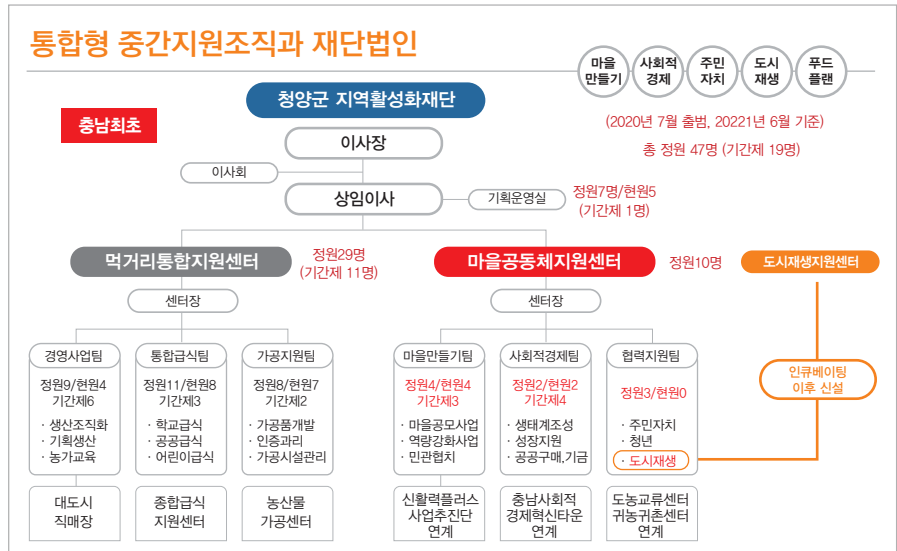 통합형 중간지원조직과 재단법인
마을
만들기
사회적
경제
주민
자치
도시
재생
푸드
플랜
충남최초
청양군 지역활성화재단
(2020년 7월 출범, 20221년 6월 기준)
총 정원 47명 (기간제 19명)
이사장
이사회
상임이사
기획운영실
정원7명/현원5
(기간제 1명)
먹거리통합지원센터
정원29명
(기간제 11명)
마을공동체지원센터
정원10명
도시재생지원센터
센터장
센터장
경영사업팀
정원9/현원4
기간제6
· 생산조직화
· 기획생산
· 농가교육
대도시
직매장
통합급식팀
정원11/현원8
기간제3
· 학교급식
· 공공급식
· 어린이급식
종합급식
지원센터
가공지원팀
정원8/현원7
기간제2
· 가공품개발
· 인증과리
· 가공시설관리
농산물
가공센터
마을만들기팀
정원4/현원4
기간제3
· 마을공모사업
· 역량강화사업
· 민관협치
신활력플러스
사업추진단
연계
사회적경제팀
정원2/현원2
기간제4
· 생태계조성
· 성장지원
· 공공구매,기금
충남사회적
경제혁신타운
연계
협력지원팀
정원3/현원0
· 주민자치
· 청년
· 도시재생
도농교류센터
귀농귀촌센터
연계
인큐베이팅
이후 신설